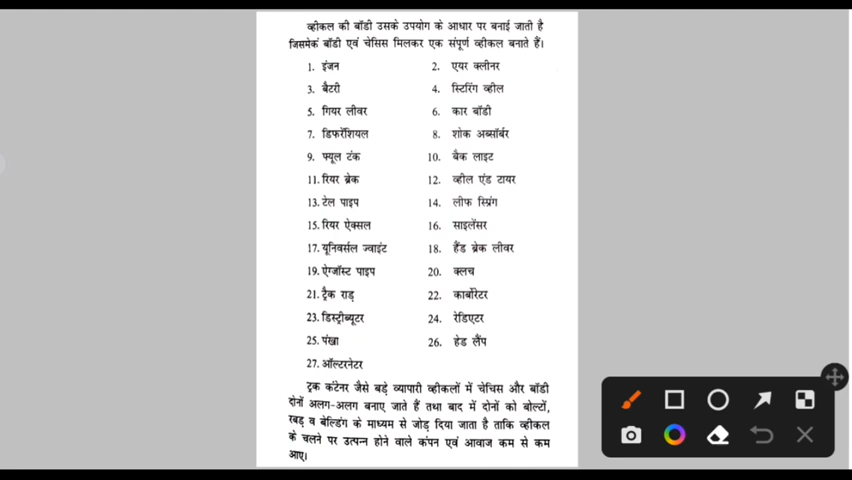 व्हीकल की बॉडी उसके उपयोग के आधार पर बनाई जाती है
जिसमेकं बॉडी एवं चेसिस मिलकर एक संपूर्ण व्हीकल बनाते हैं।
1. इंजन 2. एयर क्लीनर
3. बैटरी 4. स्टिरिंग व्हील
5. गियर लीवर 6. कार बॉडी
7. डिफरेंशियल 8. शोक अब्सॉर्बर
9. फ्यूल टंक 10. बैक लाइट
11. रियर ब्रेक 12. व्हील एंड टायर
13. टेल पाइप 14. लीफ स्प्रिंग
15. रियर ऐक्सल 16. साइलेंसर
17. यूनिवर्सल ज्वाइंट 18. हैंड ब्रेक लीवर
19. ऐग्जॉस्ट पाइप 20. क्लच
21. ट्रैक राड़ 22. कार्बोरेटर
23. डिस्ट्रीब्यूटर 24. रेडिएटर
25. पंखा 26. हेड लैंप
27. ऑल्टरनेटर
ट्रक कंटेनर जैसे बड़े व्यापारी व्हीकलों में चेचिस और बॉडी
दोनों अलग-अलग बनाए जाते हैं तथा बाद में दोनों को बोल्टों,
रबड़ व बेल्डिंग के माध्यम से जोड़ दिया जाता है ताकि व्हीकल
के चलने पर उत्पन्न होने वाले कंपन एवं आवाज कम से कम
आए।